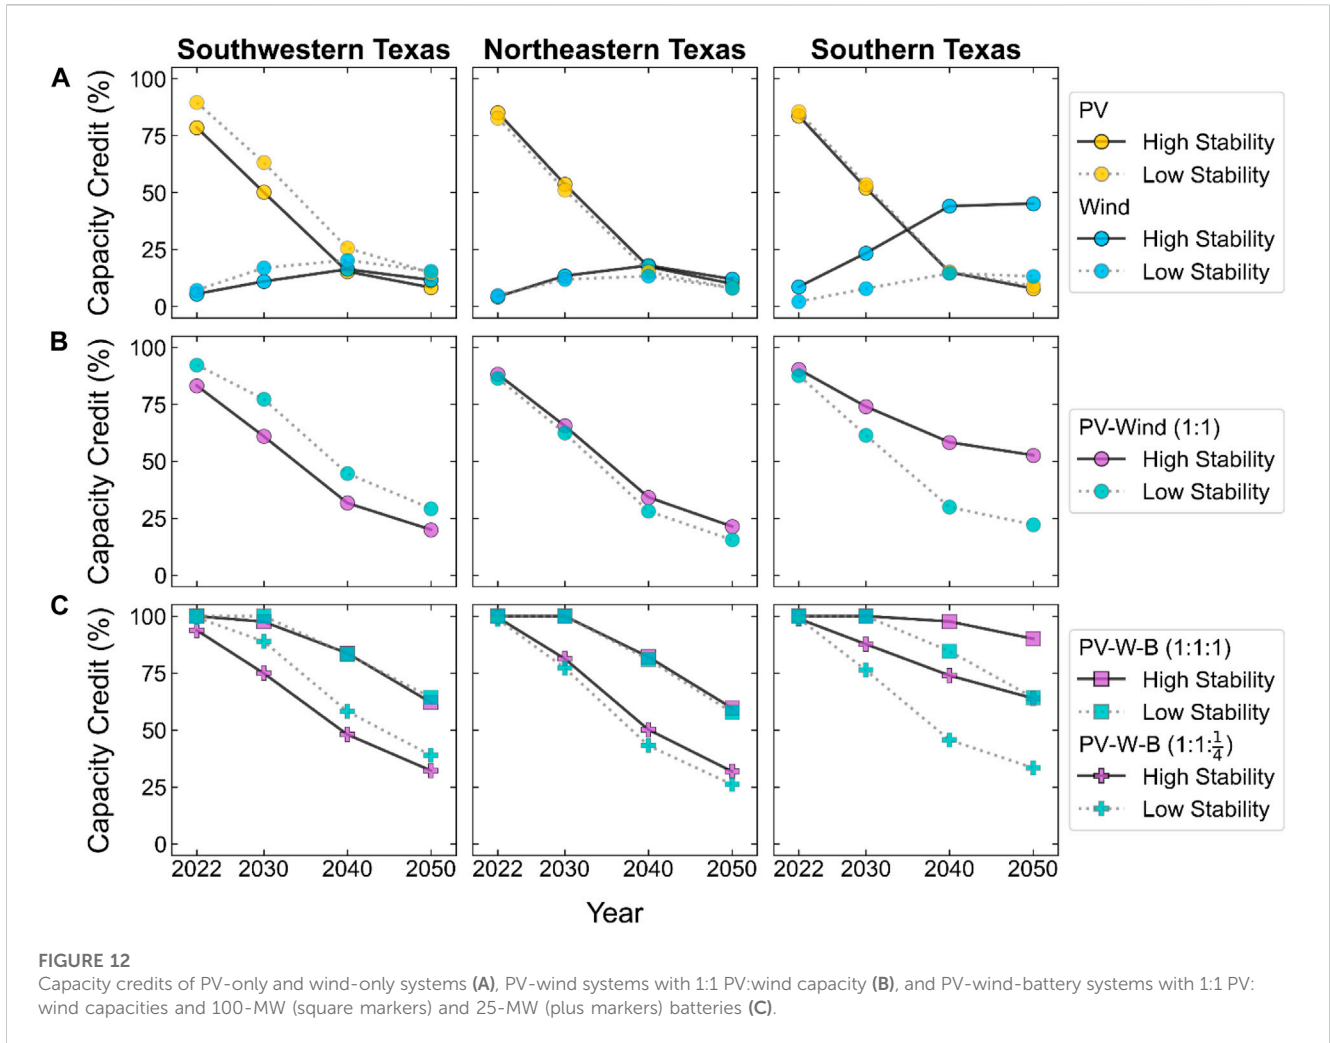 Southwestern Texas
Northeastern Texas
Southern Texas
A
Capacity Credit (%)
100
75
50
25
0
PV
High Stability
Low Stability
Wind
High Stability
Low Stability
B
Capacity Credit (%)
100
75
50
25
0
PV-Wind (1:1)
High Stability
Low Stability
C
Capacity Credit (%)
100
75
50
25
0
PV-W-B (1:1:1)
High Stability
Low Stability
PV-W-B (1:1:1/4)
High Stability
Low Stability
2022 2030 2040 2050
2022 2030 2040 2050
2022 2030 2040 2050
Year
FIGURE 12
Capacity credits of PV-only and wind-only systems (A), PV-wind systems with 1:1 PV:wind capacity (B), and PV-wind-battery systems with 1:1 PV:
wind capacities and 100-MW (square markers) and 25-MW (plus markers) batteries (C).